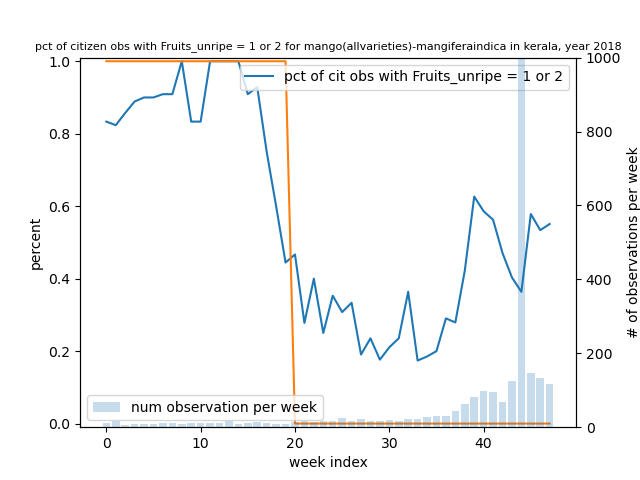 pct of citizen obs with Fruits_unripe = 1 or 2 for mango(allvarieties)-mangiferaindica in kerala, year 2018
pct of cit obs with Fruits_unripe = 1 or 2
num observation per week
percent
1.0
0.8
0.6
0.4
0.2
0.0
0 10 20 30 40
week index
1000
800
600
400
200
0
# of observations per week